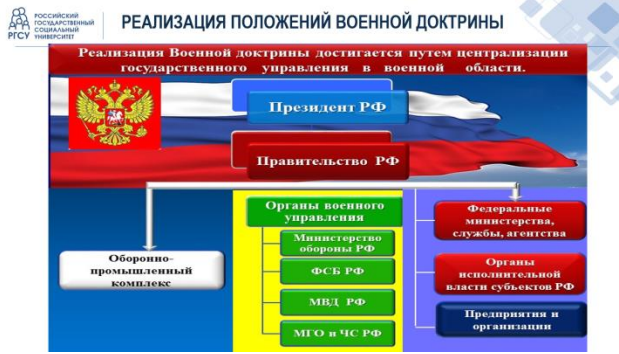 РОССИЙСКИЙ
ГОСУДАРСТВЕННЫЙ
СОЦИАЛЬНЫЙ
УНИВЕРСИТЕТ
РГСУ
РЕАЛИЗАЦИЯ ПОЛОЖЕНИЙ ВОЕННОЙ ДОКТРИНЫ
Реализация Военной доктрины достигается путем централизации
государственного управления в военной области.
Президент РФ
Правительство РФ
Оборонно-
промышленный
комплекс
Органы военного
управления
Министерство
обороны РФ
ФСБ РФ
МВД РФ
МГО и ЧС РФ
Федеральные
министерства,
службы, агентства
Органы
исполнительной
власти субъектов РФ
Предприятия и
организации